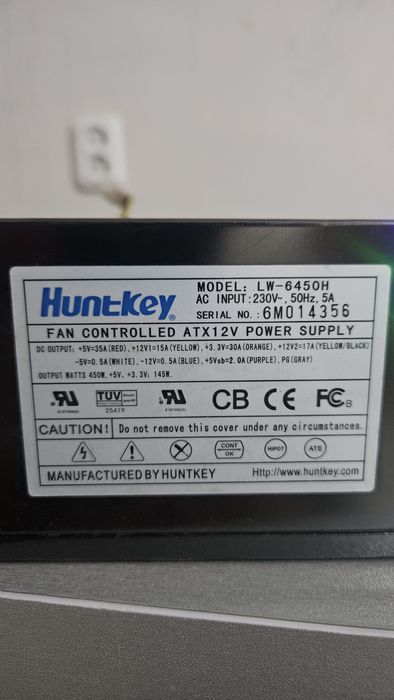 Huntkey
MODEL: LW-6450H
AC INPUT:230V~, 50Hz, 5A
SERIAL NO.: 6M014356
FAN CONTROLLED ATX12V POWER SUPPLY
DC OUTPUT: +5V=35A(RED), +12V1=15A(YELLOW), +3.3V=30A(ORANGE), +12V2=17A(YELLOW/BLACK)
-5V=0.5A(WHITE), -12V=0.5A(BLUE), +5Vsb=2.0A(PURPLE), PG(GRAY)
OUTPUT WATTS 450W, +5V, +3.3V: 145W.
TUV CB CE FC B
25419
CAUTION! Do not remove this cover under any circumstances.
CONT OK HIPOT ATE
MANUFACTURED BY HUNTKEY Http://www.huntkey.com